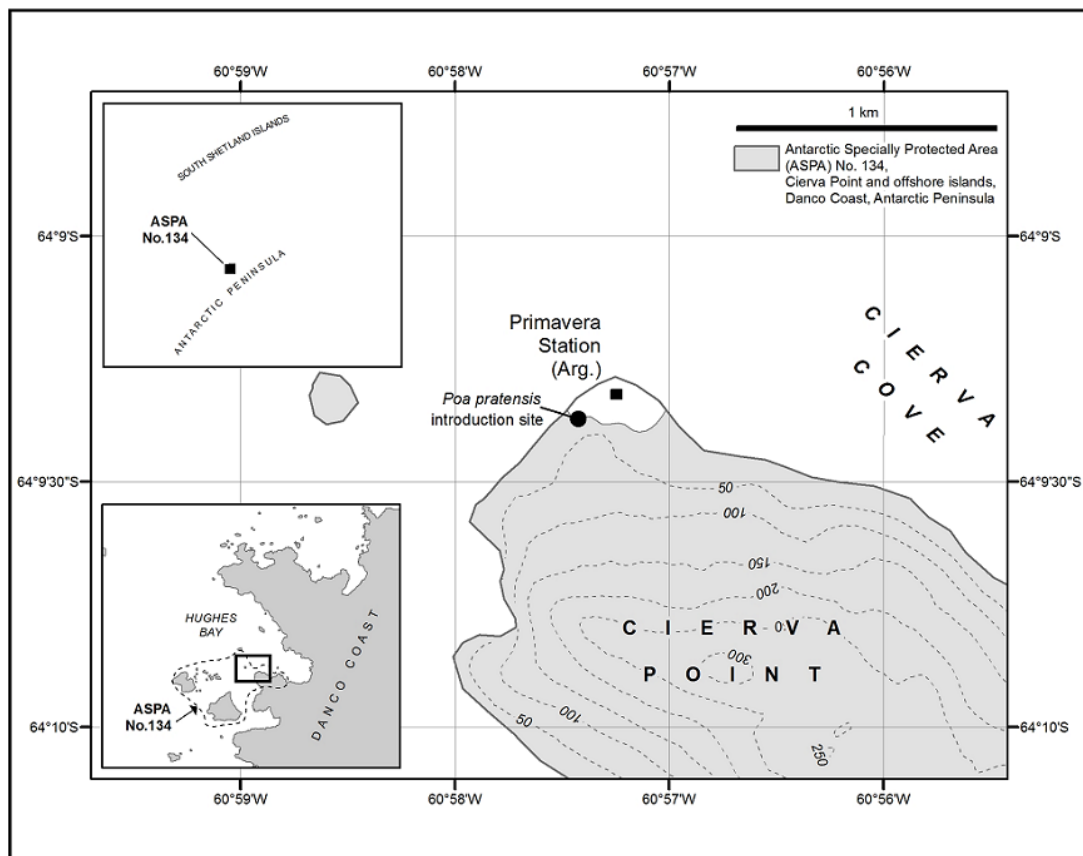 60°59'W
60°58'W
60°57'W
60°56'W
SOUTH SHETLAND ISLANDS
ASPA
No.134
ANTARCTIC PENINSULA
1 km
Antarctic Specially Protected Area
(ASPA) No. 134,
Cierva Point and offshore islands,
Danco Coast, Antarctic Peninsula
64°9'S
64°9'S
Primavera
Station
(Arg.)
Poa pratensis
introduction site
CIERVA
COVE
64°9'30"S
64°9'30"S
50
100
150
200
CIERVA
POINT
300
50
100
250
HUGHES
BAY
DANCO COAST
ASPA
No.134
64°10'S
64°10'S
60°59'W
60°58'W
60°57'W
60°56'W